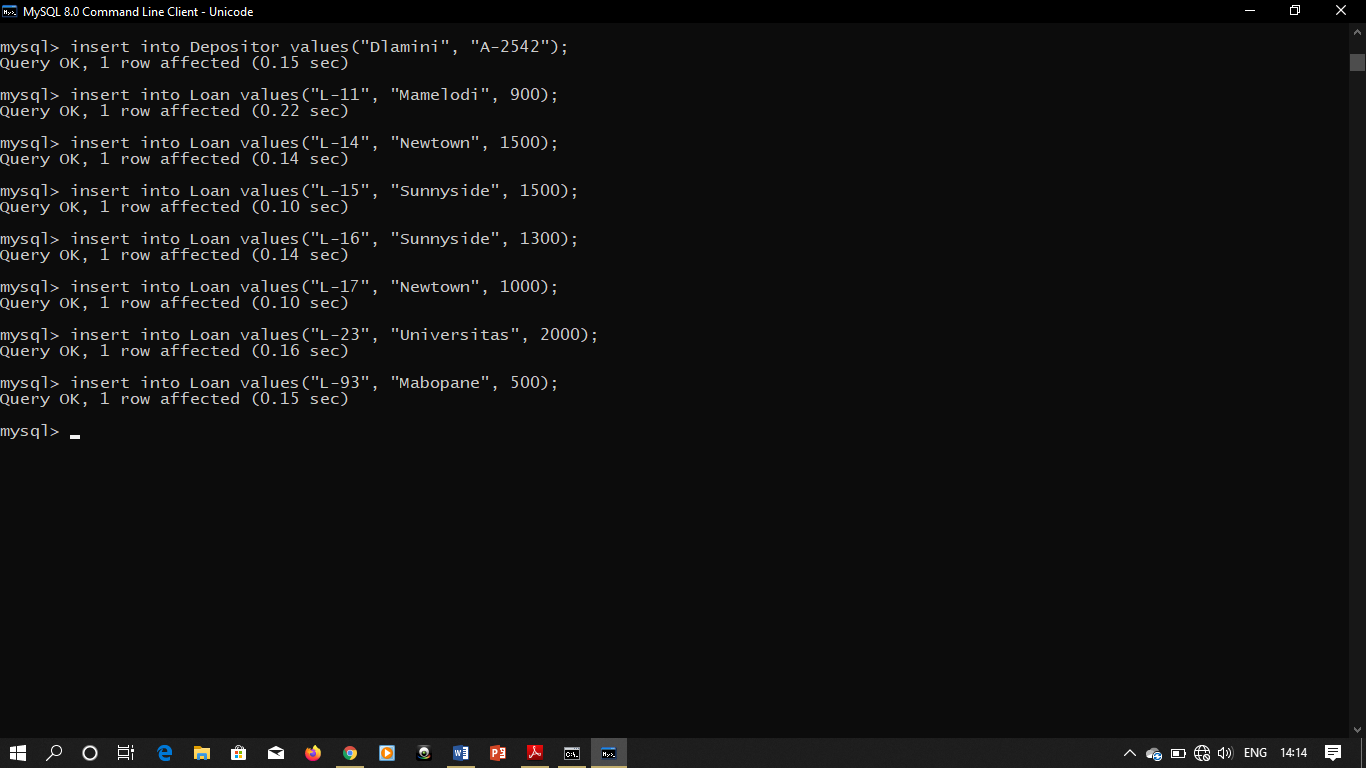 MySQL 8.0 Command Line Client - Unicode
mysql> insert into Depositor values("Dlamini", "A-2542");
Query OK, 1 row affected (0.15 sec)
mysql> insert into Loan values("L-11", "Mamelodi", 900);
Query OK, 1 row affected (0.22 sec)
mysql> insert into Loan values("L-14", "Newtown", 1500);
Query OK, 1 row affected (0.14 sec)
mysql> insert into Loan values("L-15", "Sunnyside", 1500);
Query OK, 1 row affected (0.10 sec)
mysql> insert into Loan values("L-16", "Sunnyside", 1300);
Query OK, 1 row affected (0.14 sec)
mysql> insert into Loan values("L-17", "Newtown", 1000);
Query OK, 1 row affected (0.10 sec)
mysql> insert into Loan values("L-23", "Universitas", 2000);
Query OK, 1 row affected (0.16 sec)
mysql> insert into Loan values("L-93", "Mabopane", 500);
Query OK, 1 row affected (0.15 sec)
mysql>
ENG 14:14